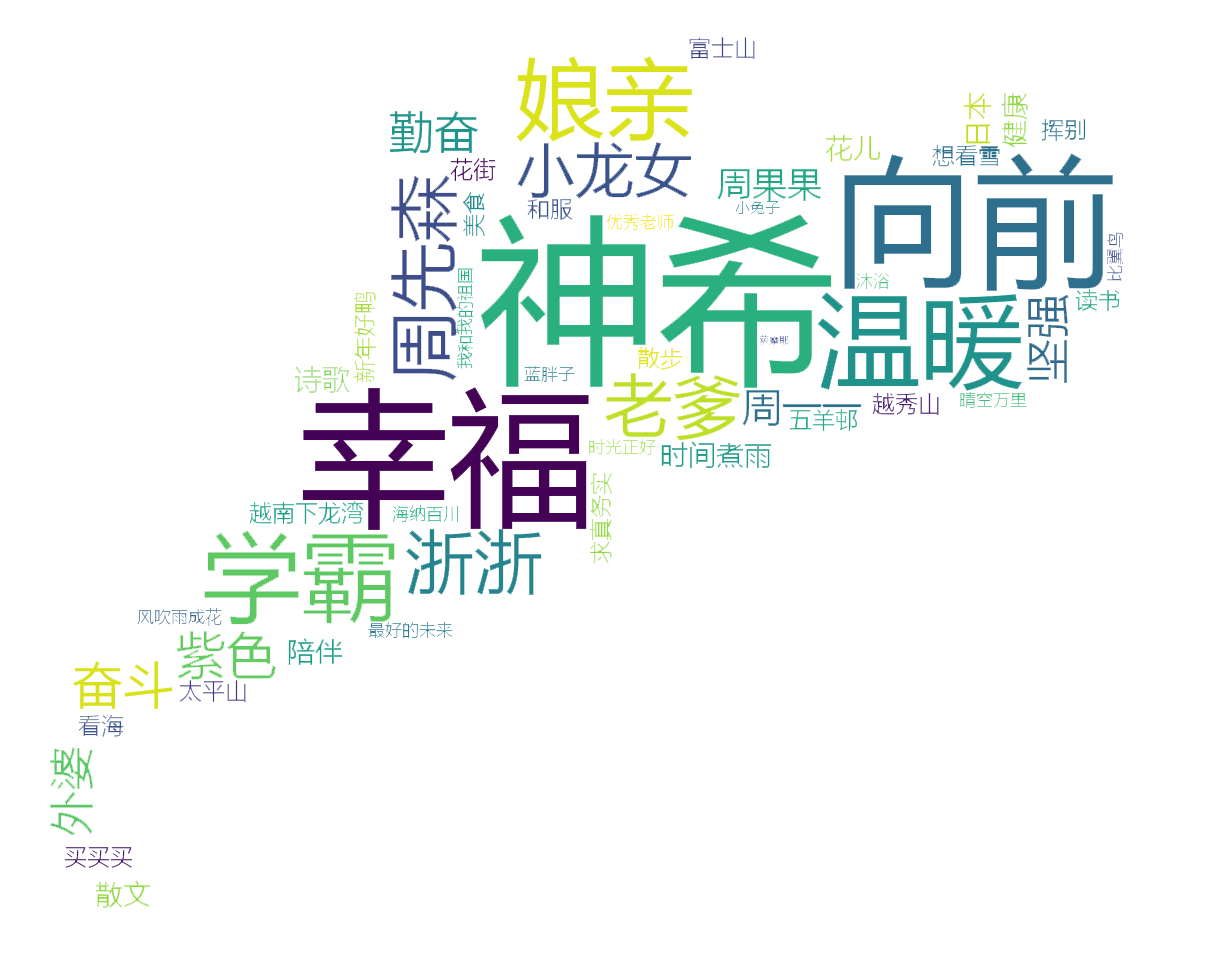 富士山
娘亲
勤奋
日本
健康
挥别
花儿
想看雪
花街
小龙女
周果果
向前
周先森
美食
和服
小兔子
优秀老师
神希
比翼鸟
沐浴
我和我的祖国
新年好鸭
温暖
坚强
读书
萨摩耶
散步
诗歌
蓝胖子
老爹
周一一
越秀山
晴空万里
五羊邨
幸福
时光正好
时间煮雨
求真务实
越南下龙湾
海纳百川
学霸
浙浙
风吹雨成花
最好的未来
紫色
陪伴
奋斗
太平山
看海
外婆
买买买
散文